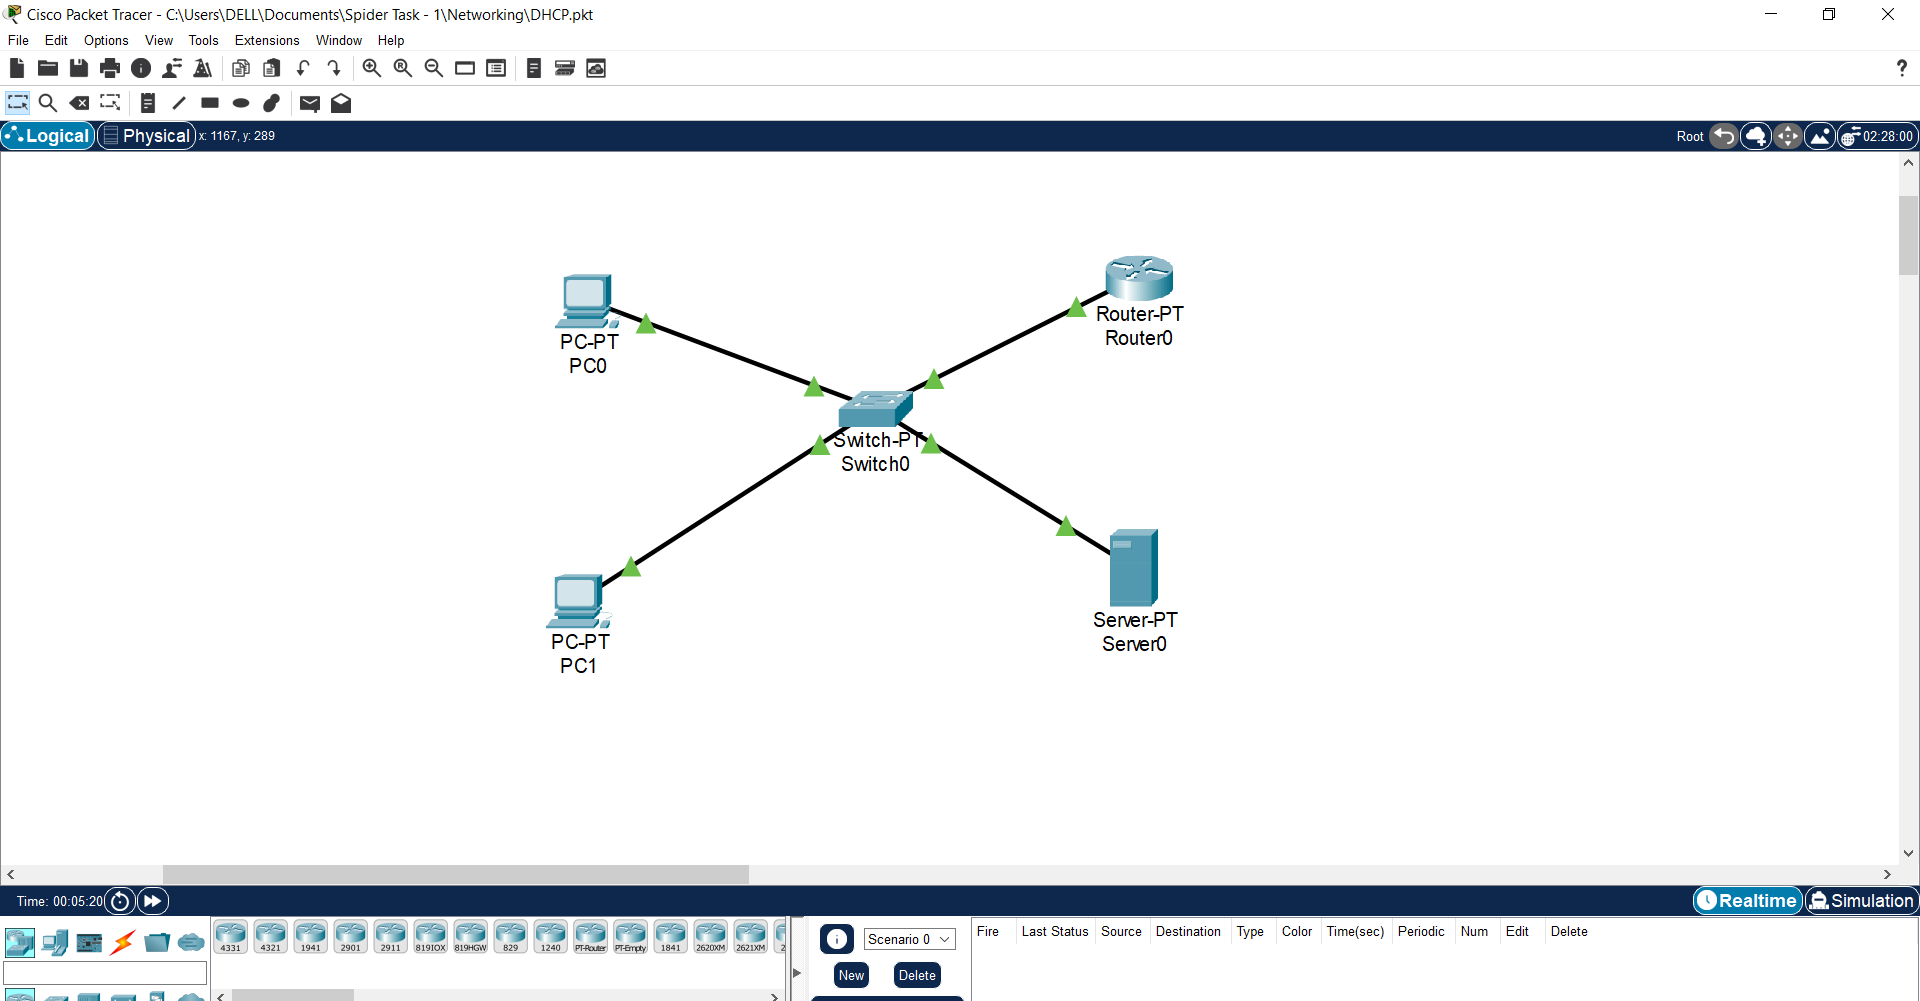 Cisco Packet Tracer - C:\Users\DELL\Documents\Spider Task - 1\Networking\DHCP.pkt
File Edit Options View Tools Extensions Window Help
?
Logical Physical x: 1167, y: 289 Root 02:28:00
Router-PT
Router0
PC-PT
PC0
Switch-PT
Switch0
Server-PT
Server0
PC-PT
PC1
Time: 00:05:20 Realtime Simulation
4331 4321 1941 2901 2911 819IOX 819HGW 829 1240 PT-Router PT-Empty 1841 2620XM 2621XM 2
Scenario 0
New Delete
Fire Last Status Source Destination Type Color Time(sec) Periodic Num Edit Delete